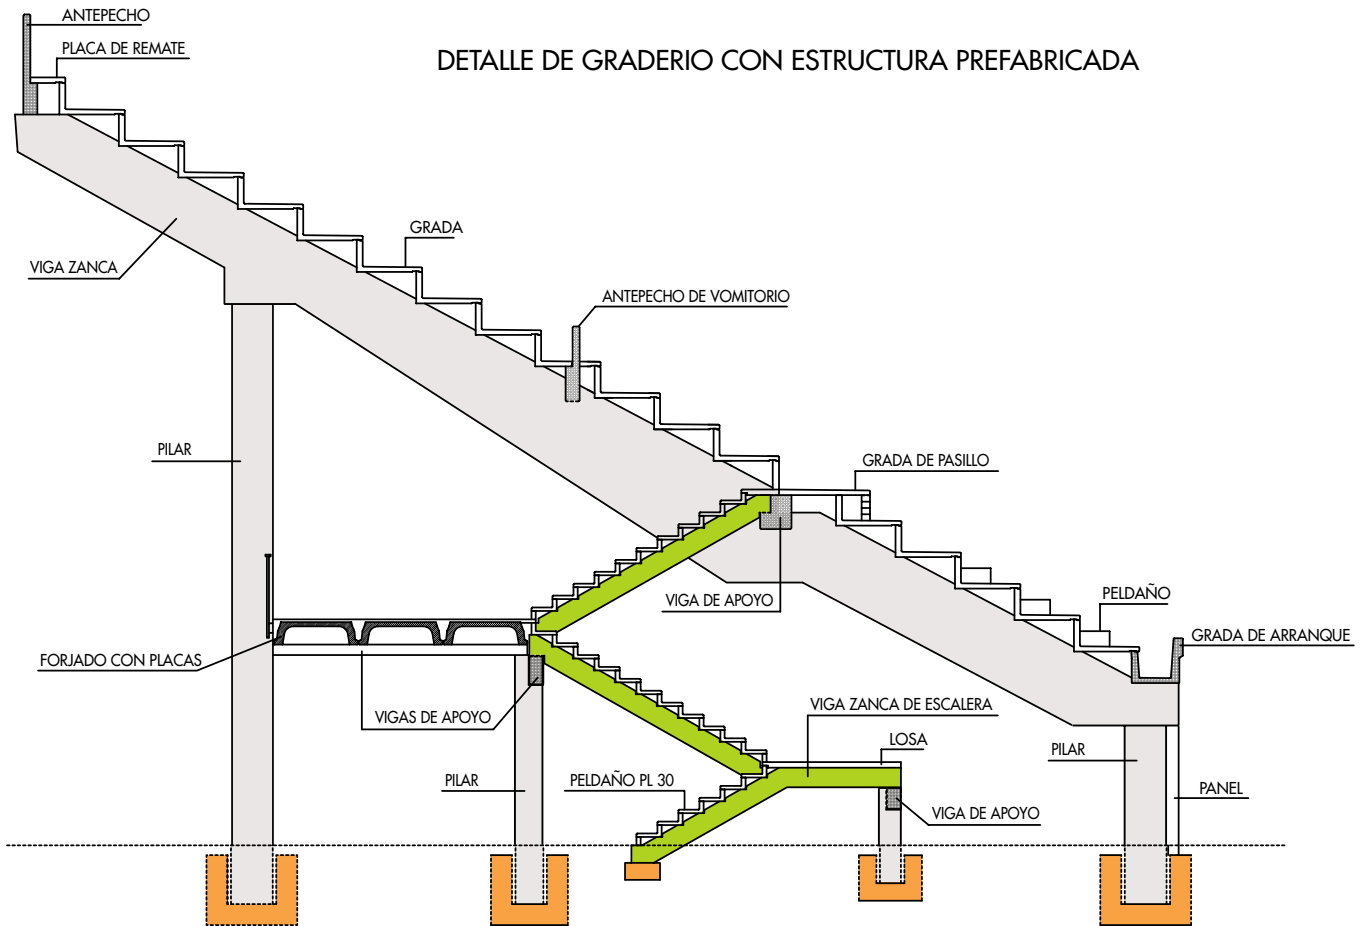 ANTEPECHO
PLACA DE REMATE
DETALLE DE GRADERIO CON ESTRUCTURA PREFABRICADA
GRADA
VIGA ZANCA
ANTEPECHO DE VOMITORIO
PILAR
GRADA DE PASILLO
VIGA DE APOYO
PELDAÑO
GRADA DE ARRANQUE
FORJADO CON PLACAS
VIGAS DE APOYO
VIGA ZANCA DE ESCALERA
LOSA
PILAR
PELDAÑO PL 30
PILAR
PANEL
VIGA DE APOYO